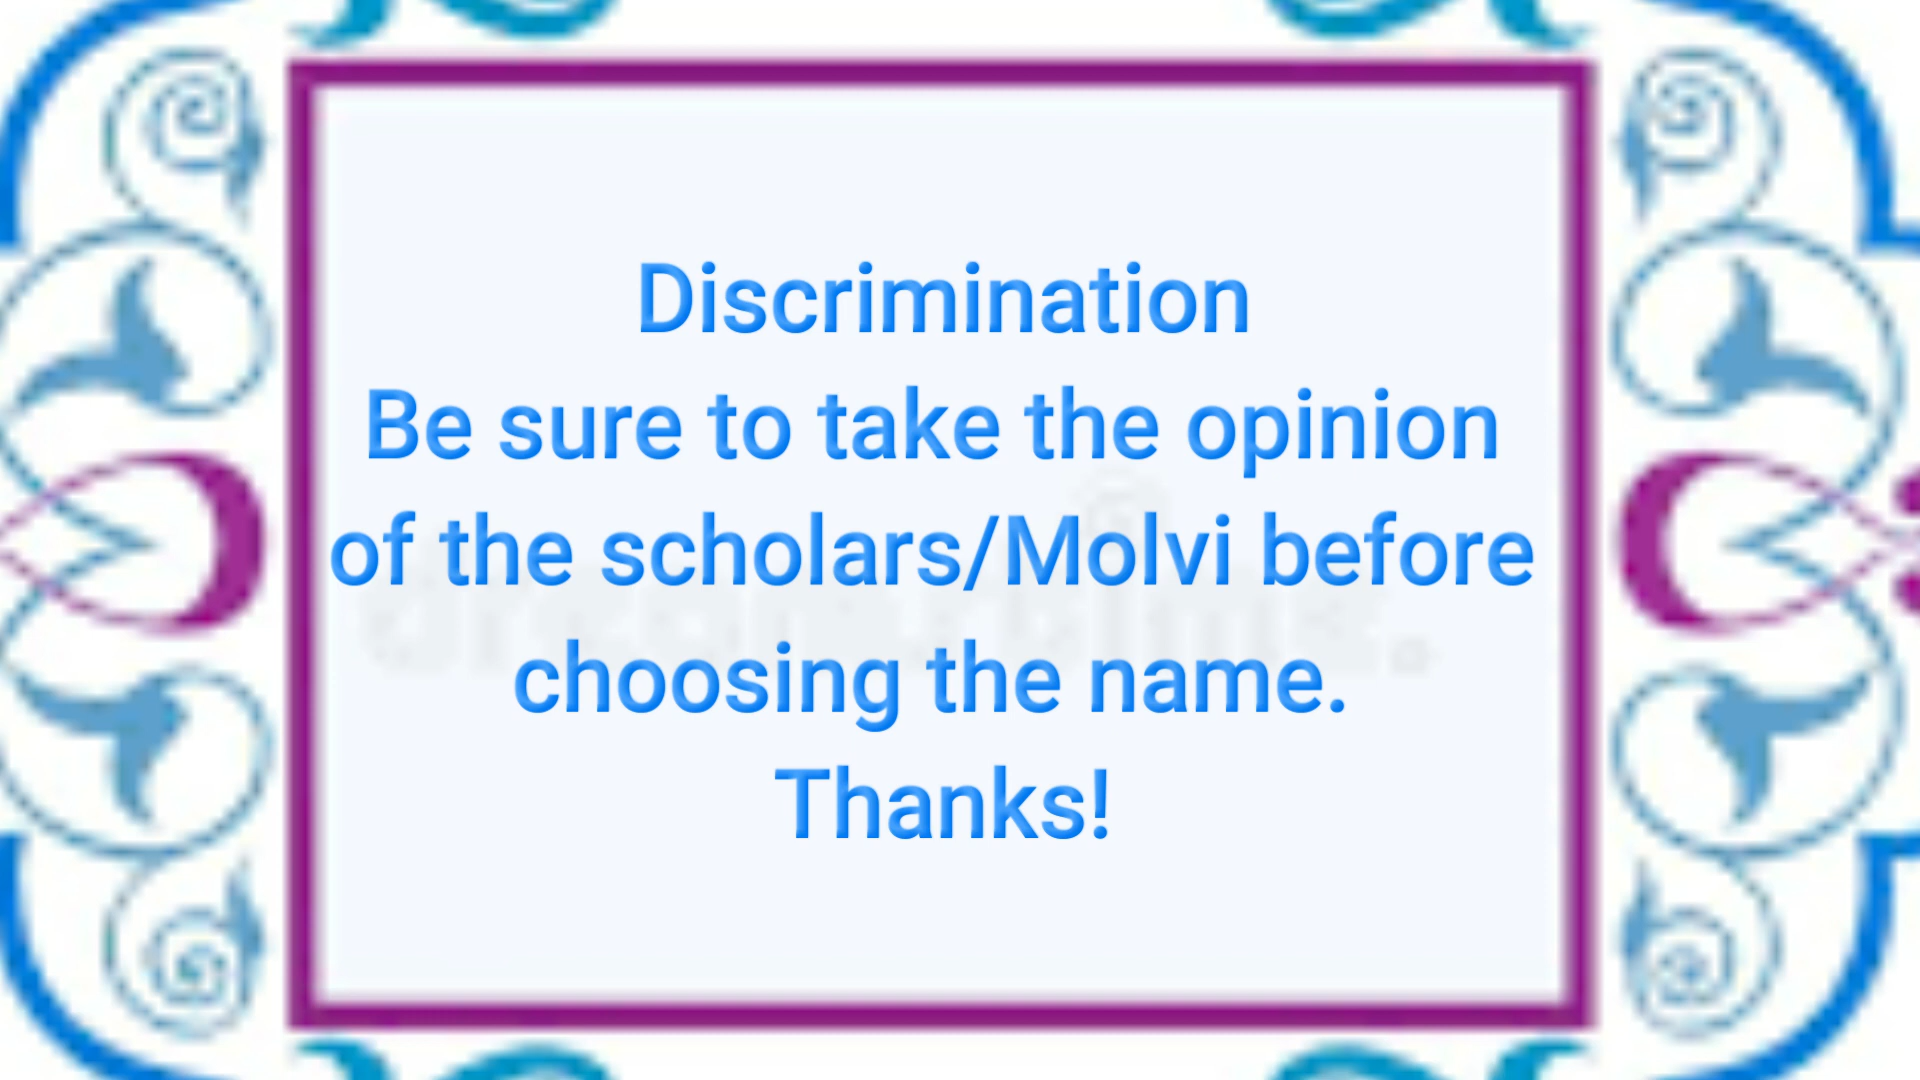 Discrimination
Be sure to take the opinion
of the scholars/Molvi before
choosing the name.
Thanks!